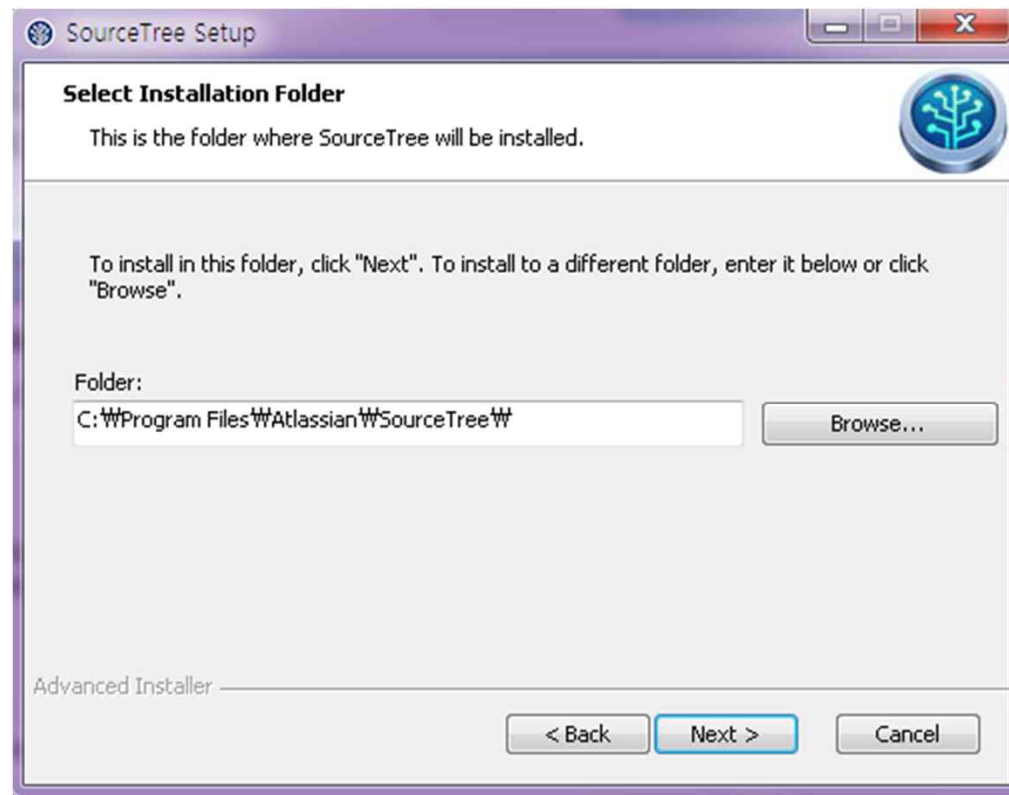 SourceTree Setup
Select Installation Folder
This is the folder where SourceTree will be installed.
To install in this folder, click "Next". To install to a different folder, enter it below or click
"Browse".
Folder:
C:₩Program Files₩Atlassian₩SourceTree₩
Browse...
Advanced Installer
< Back
Next >
Cancel